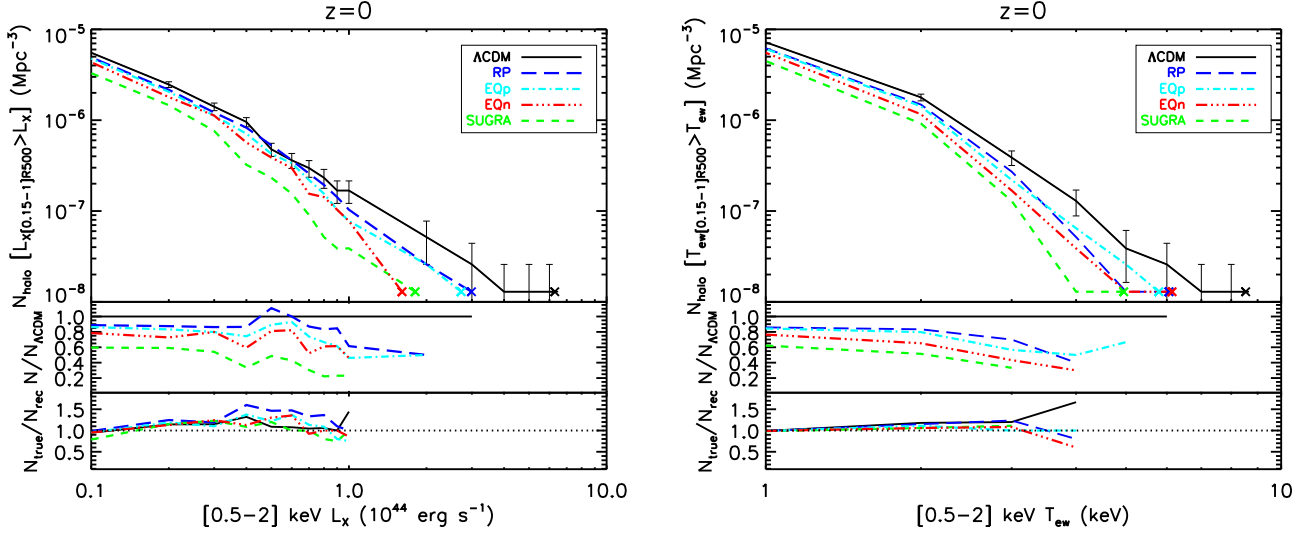 z=0
N_holo [L_X[0.15−1]R500>L_X] (Mpc^−3)
10^−5
10^−6
10^−7
10^−8
ΛCDM
RP
EQp
EQn
SUGRA
N/N_ΛCDM
1.0
0.8
0.6
0.4
0.2
N_true/N_rec
1.5
1.0
0.5
0.1 1.0 10.0
[0.5−2] keV L_X (10^44 erg s^−1)
z=0
N_holo [T_ew[0.15−1]R500>T_ew] (Mpc^−3)
10^−5
10^−6
10^−7
10^−8
ΛCDM
RP
EQp
EQn
SUGRA
N/N_ΛCDM
1.0
0.8
0.6
0.4
0.2
N_true/N_rec
1.5
1.0
0.5
1 10
[0.5−2] keV T_ew (keV)